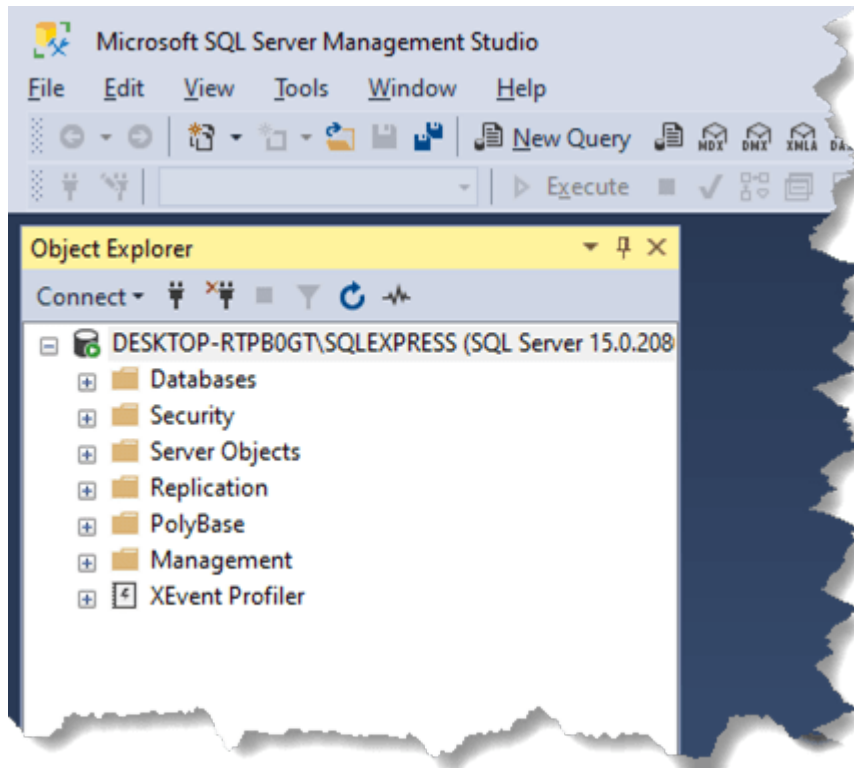 Microsoft SQL Server Management Studio
File Edit View Tools Window Help
New Query MDX DMX XMLA DA
Execute
Object Explorer
Connect
DESKTOP-RTPB0GT\SQLEXPRESS (SQL Server 15.0.208
Databases
Security
Server Objects
Replication
PolyBase
Management
XEvent Profiler